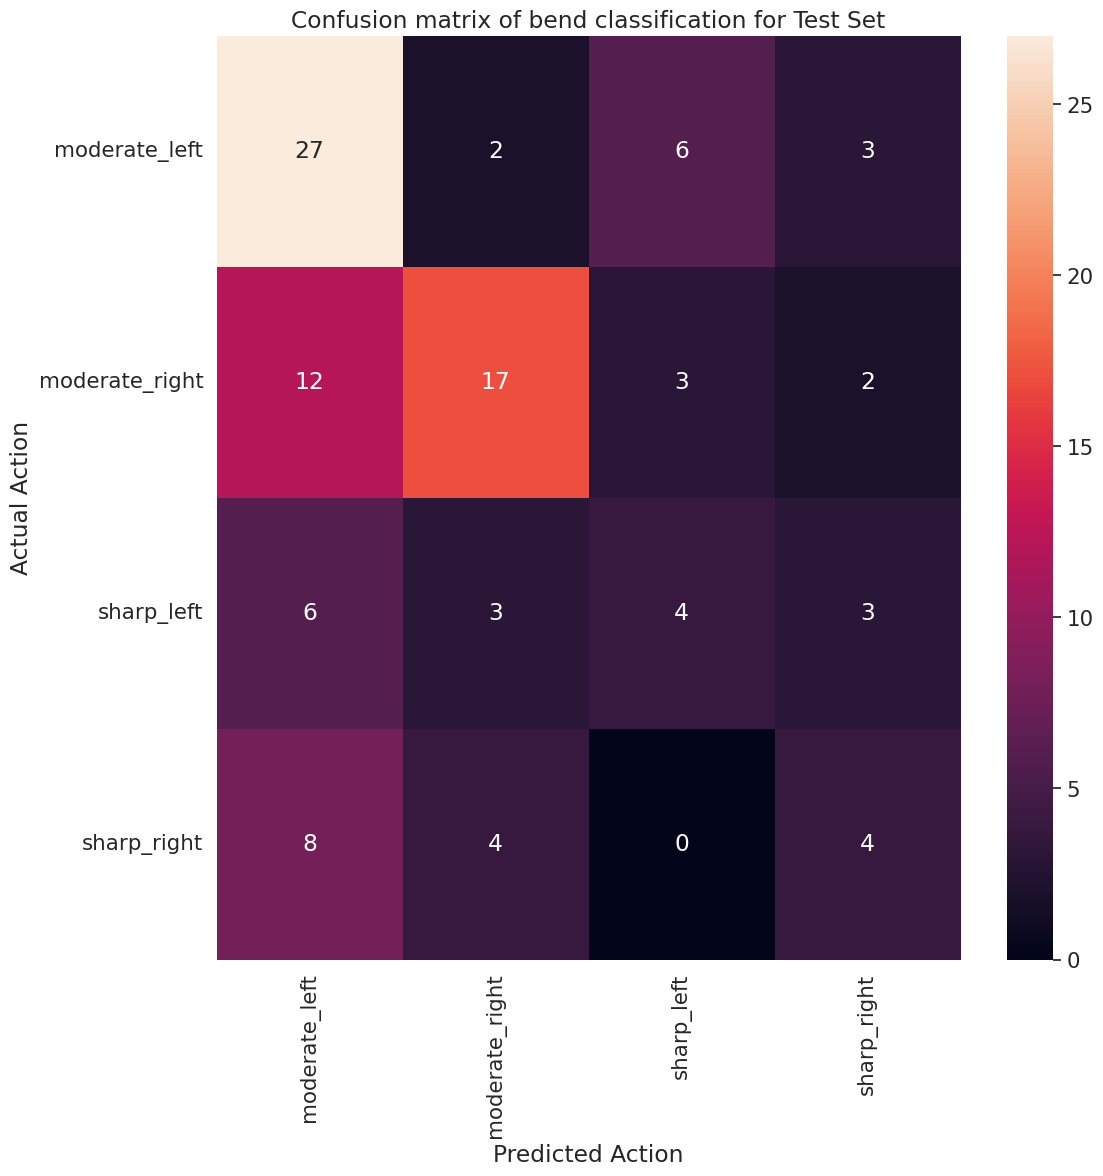 Confusion matrix of bend classification for Test Set
Actual Action
moderate_left
27 2 6 3
moderate_right
12 17 3 2
sharp_left
6 3 4 3
sharp_right
8 4 0 4
moderate_left
moderate_right
sharp_left
sharp_right
Predicted Action
25
20
15
10
5
0